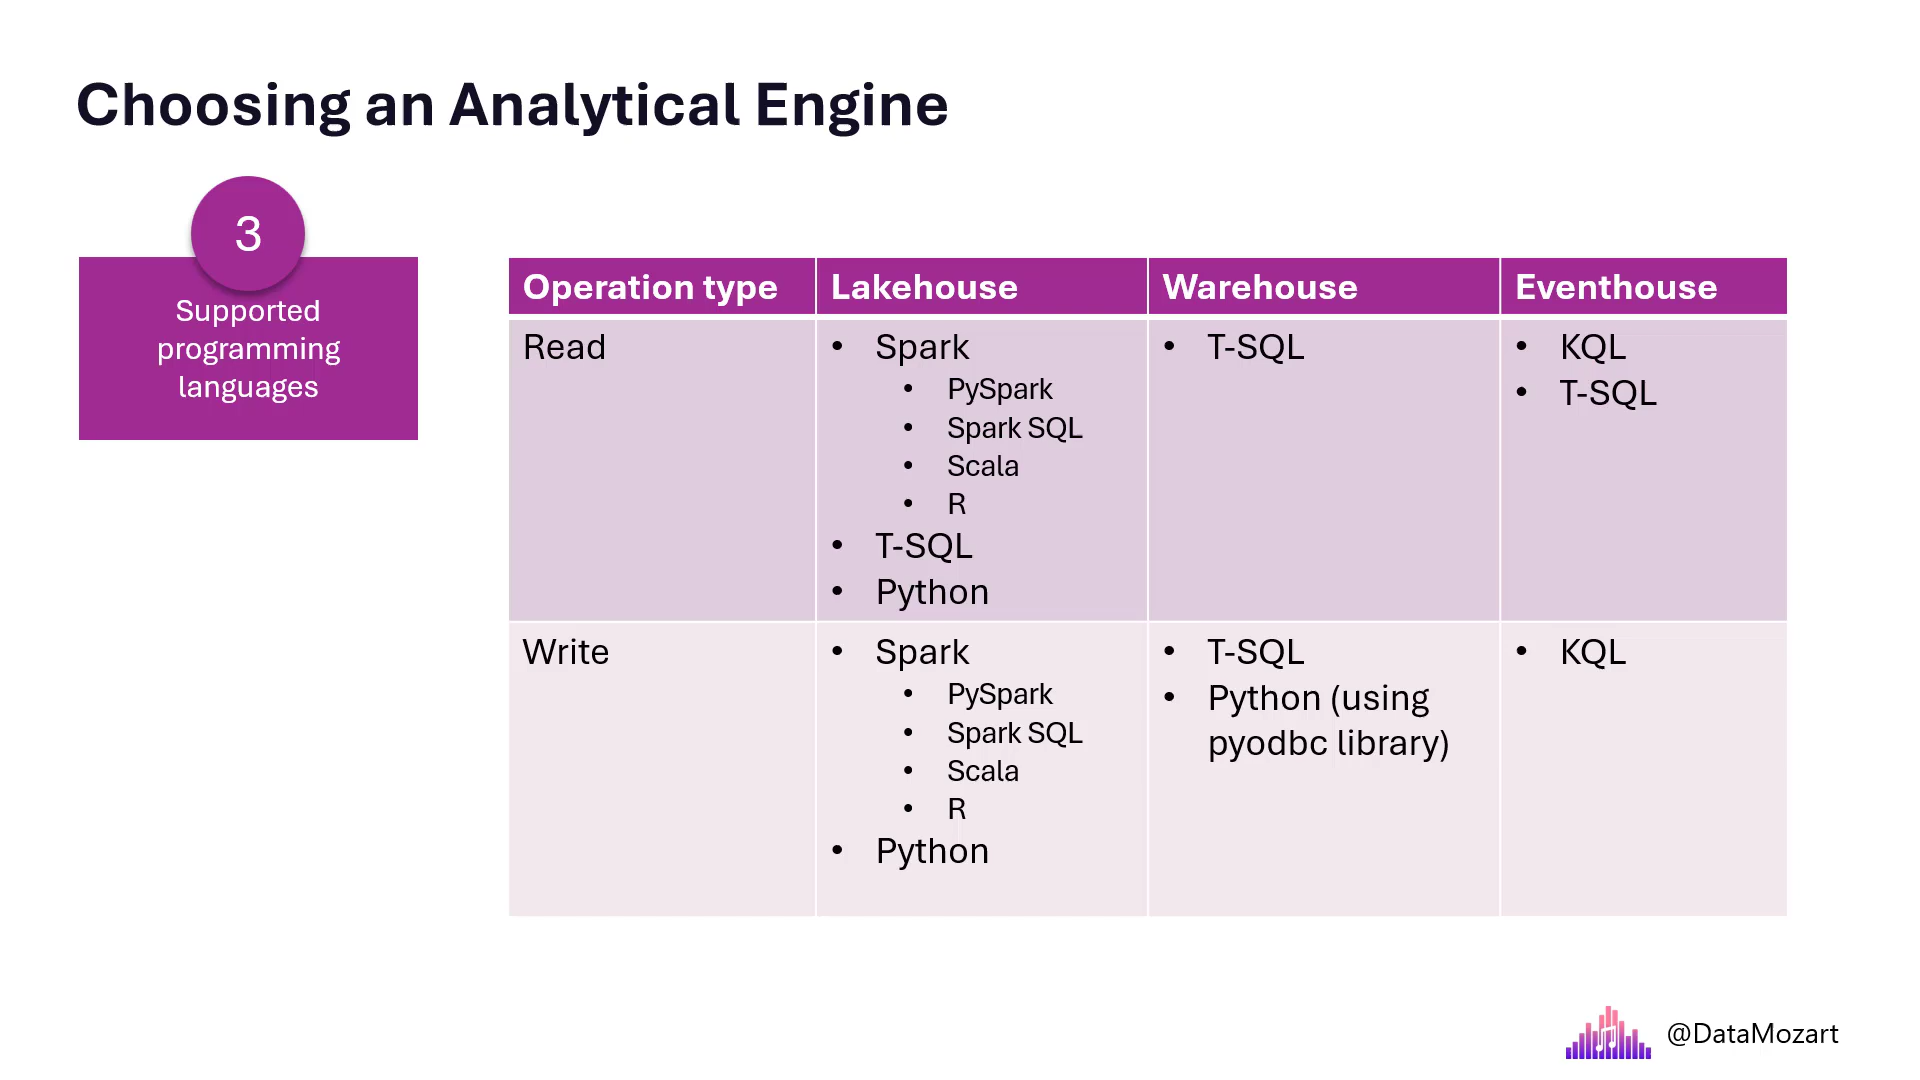 Choosing an Analytical Engine
3
Supported
programming
languages
Operation type | Lakehouse | Warehouse | Eventhouse
Read
• Spark
• PySpark
• Spark SQL
• Scala
• R
• T-SQL
• Python
• T-SQL
• KQL
• T-SQL
Write
• Spark
• PySpark
• Spark SQL
• Scala
• R
• Python
• T-SQL
• Python (using
pyodbc library)
• KQL
@DataMozart